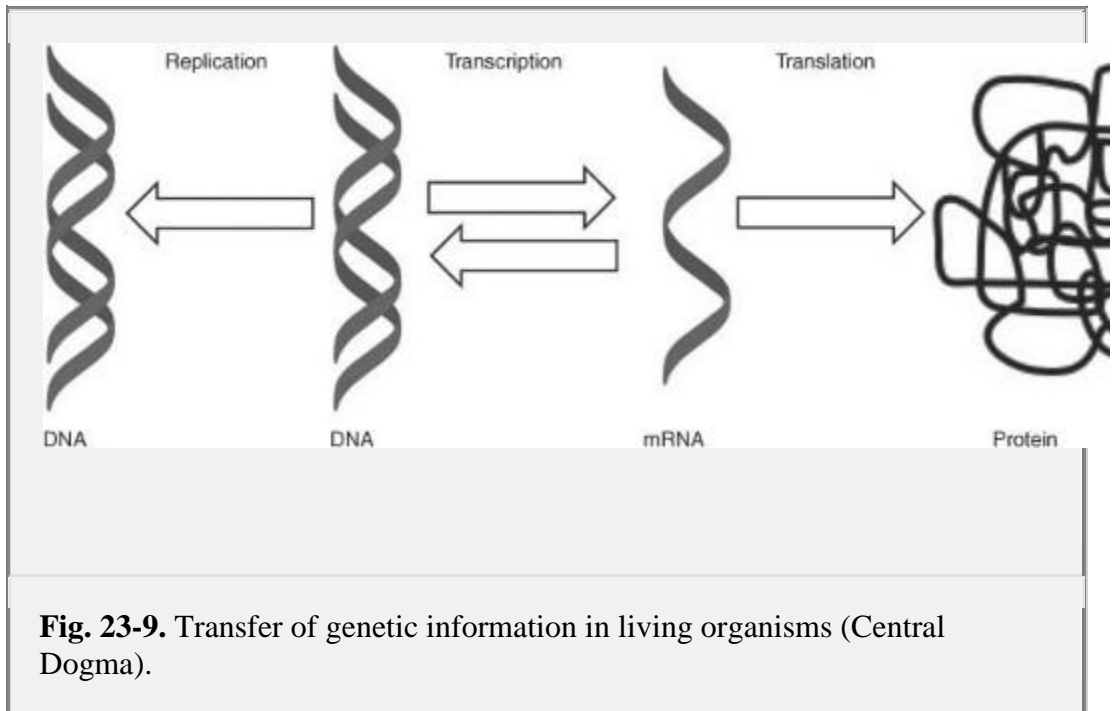 Replication Transcription Translation
DNA DNA mRNA Protein
Fig. 23-9. Transfer of genetic information in living organisms (Central
Dogma).